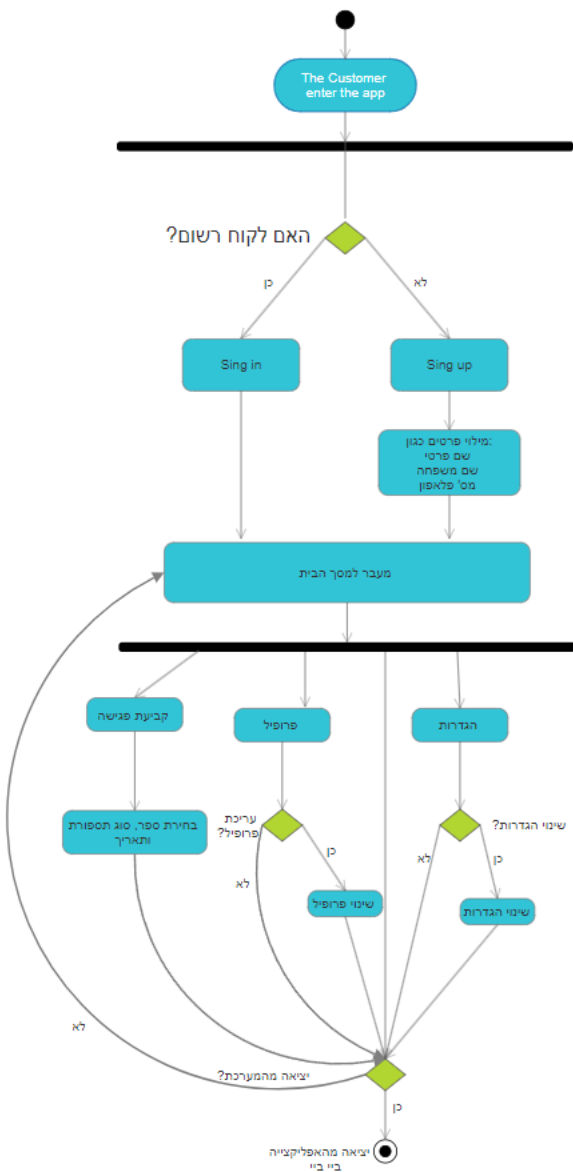 The Customer
enter the app
האם לקוח רשום?
כן
לא
Sing in
Sing up
מילוי פרטים כגון:
שם פרטי
שם משפחה
מס' פלאפון
מעבר למסך הבית
קביעת פגישה
פרופיל
הגדרות
בחירת ספר, סוג תספורת
ותאריך
עריכת
פרופיל?
שינוי הגדרות?
כן
לא
לא
כן
שינוי פרופיל
שינוי הגדרות
לא
יציאה מהמערכת?
כן
יציאה מהאפליקצייה
ביי ביי